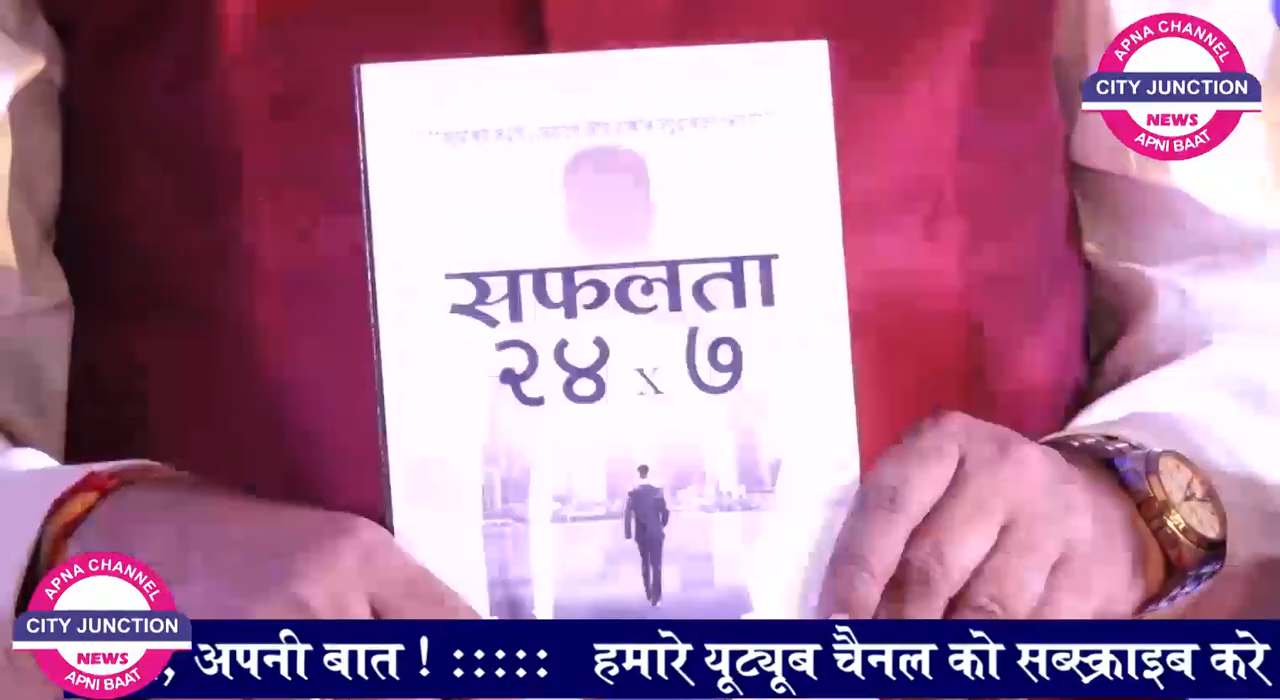 APNA CHANNEL
CITY JUNCTION
NEWS
APNI BAAT
सफलता
२४ x ७
APNA CHANNEL
CITY JUNCTION
NEWS
APNI BAAT
, अपनी बात ! ::::: हमारे यूट्यूब चैनल को सब्स्क्राइब करे